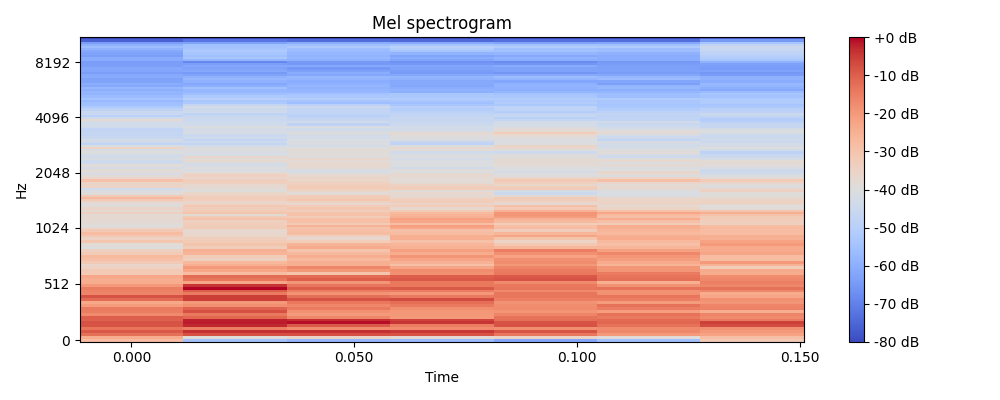 Mel spectrogram
Hz
8192
4096
2048
1024
512
0
0.000
0.050
0.100
0.150
Time
+0 dB
-10 dB
-20 dB
-30 dB
-40 dB
-50 dB
-60 dB
-70 dB
-80 dB